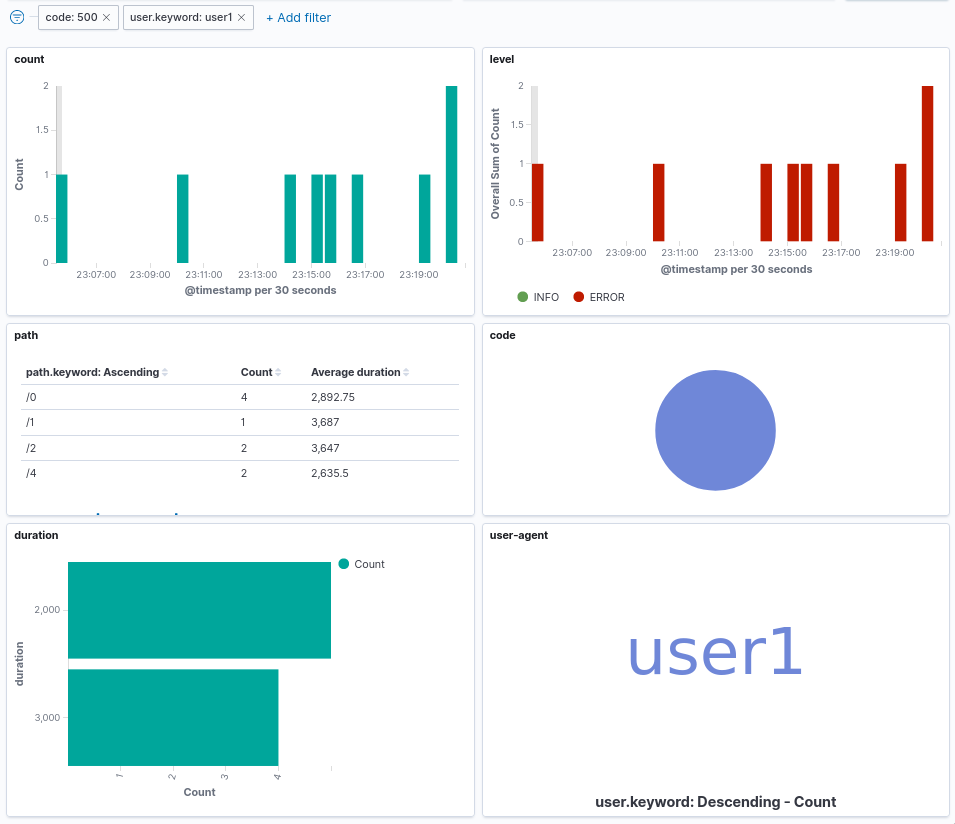 code: 500 × user.keyword: user1 × + Add filter
count
2
1.5
1
0.5
0
Count
23:07:00 23:09:00 23:11:00 23:13:00 23:15:00 23:17:00 23:19:00
@timestamp per 30 seconds
level
2
1.5
1
0.5
0
Overall Sum of Count
23:07:00 23:09:00 23:11:00 23:13:00 23:15:00 23:17:00 23:19:00
@timestamp per 30 seconds
INFO ERROR
path
path.keyword: Ascending Count Average duration
/0 4 2,892.75
/1 1 3,687
/2 2 3,647
/4 2 2,635.5
code
duration
Count
2,000
3,000
duration
1 2 3 4
Count
user-agent
user1
user.keyword: Descending - Count